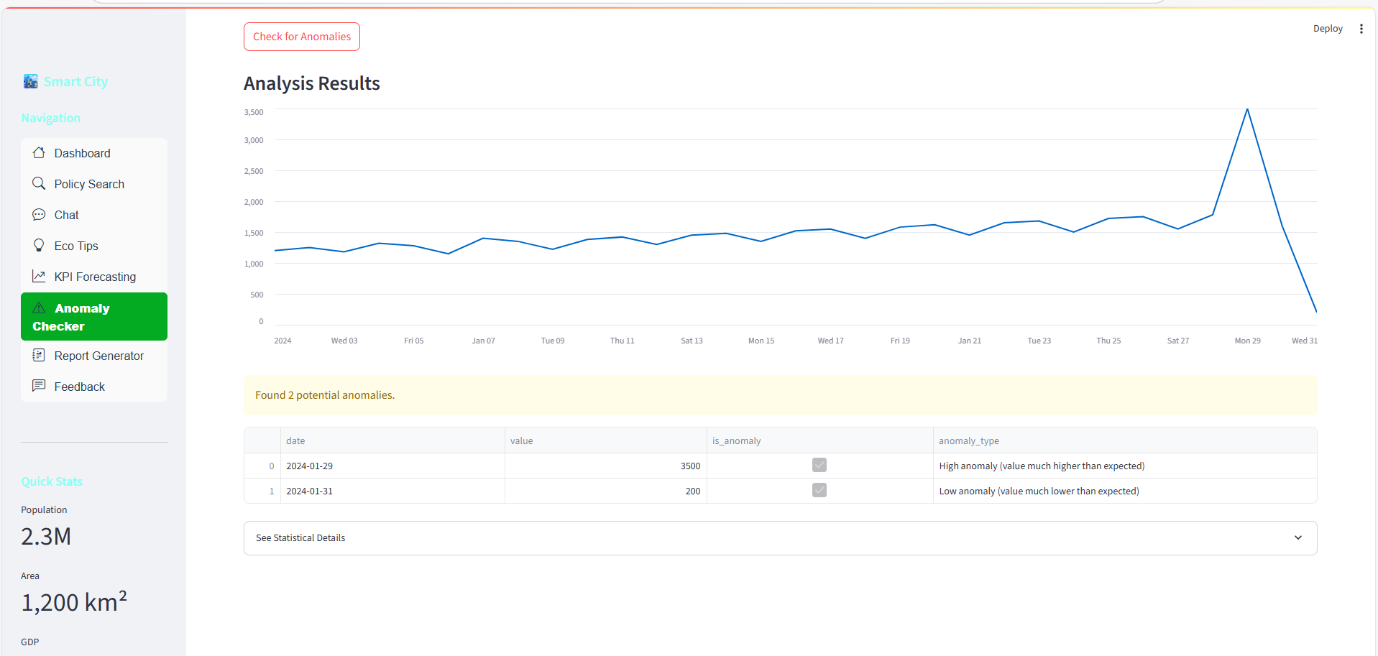 Deploy
Check for Anomalies
Smart City
Navigation
Dashboard
Policy Search
Chat
Eco Tips
KPI Forecasting
Anomaly
Checker
Report Generator
Feedback
Quick Stats
Population
2.3M
Area
1,200 km²
GDP
Analysis Results
3,500
3,000
2,500
2,000
1,500
1,000
500
0
2024 Wed 03 Fri 05 Jan 07 Tue 09 Thu 11 Sat 13 Mon 15 Wed 17 Fri 19 Jan 21 Tue 23 Thu 25 Sat 27 Mon 29 Wed 31
Found 2 potential anomalies.
date value is_anomaly anomaly_type
0 2024-01-29 3500 High anomaly (value much higher than expected)
1 2024-01-31 200 Low anomaly (value much lower than expected)
See Statistical Details